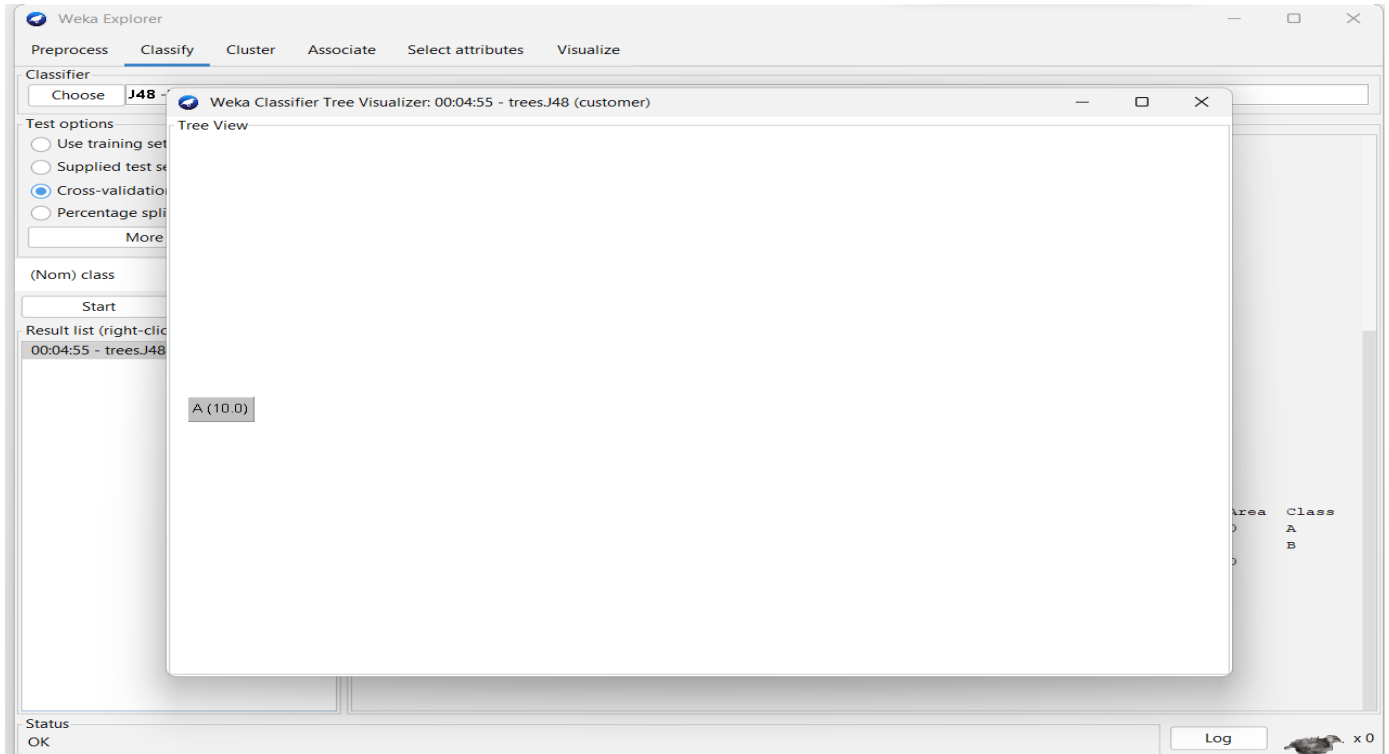 Weka Explorer
Preprocess Classify Cluster Associate Select attributes Visualize
Classifier
Choose J48 -
Weka Classifier Tree Visualizer: 00:04:55 - trees.J48 (customer)
Test options
Tree View
Use training set
Supplied test se
Cross-validatio
Percentage spli
More
(Nom) class
Start
Result list (right-clic
00:04:55 - trees.J48
A (10.0)
Area Class
A
B
Status
OK
Log
x 0